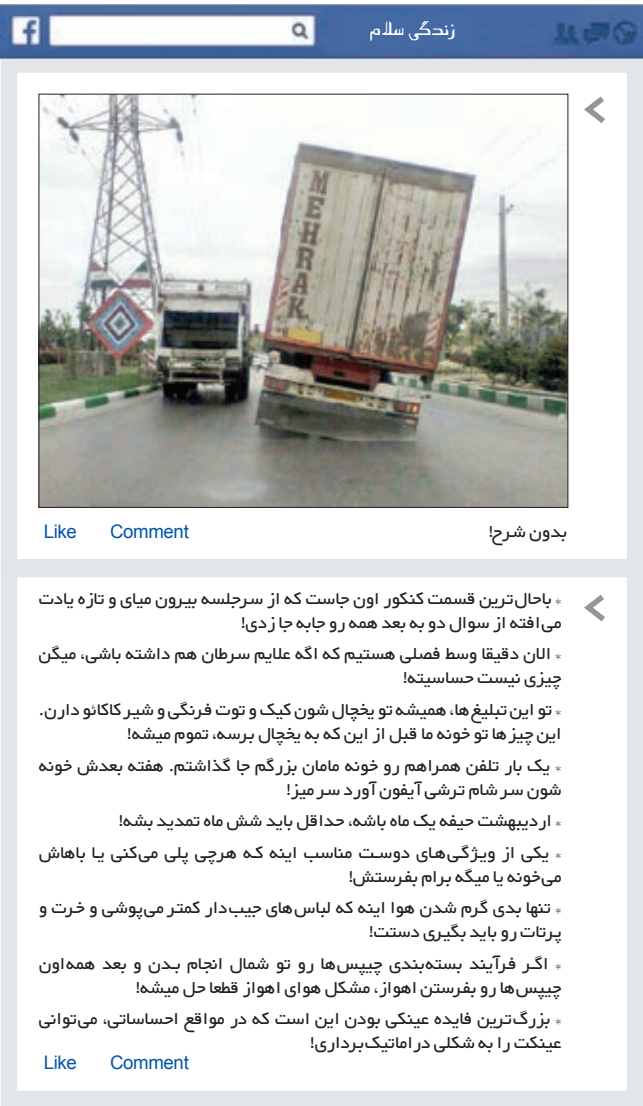 زندگی سلام
MEHRAK
بدون شرح!
Like Comment
* باحال‌ترین قسمت کنکور اون جاست که از سرجلسه بیرون میای و تازه یادت
می‌افته از سوال دو به بعد همه رو جابه جا زدی!
* الان دقیقا وسط فصلی هستیم که اگه علایم سرطان هم داشته باشی، میگن
چیزی نیست حساسیته!
* تو این تبلیغ‌ها، همیشه تو یخچال شون کیک و توت فرنگی و شیر کاکائو دارن.
این چیزها تو خونه ما قبل از این که به یخچال برسه، تموم میشه!
* یک بار تلفن همراهم رو خونه مامان بزرگم جا گذاشتم. هفته بعدش خونه
شون سر شام ترشی آیفون آورد سر میز!
* اردیبهشت حیفه یک ماه باشه، حداقل باید شش ماه تمدید بشه!
* یکی از ویژگی‌های دوست مناسب اینه که هرچی پلی می‌کنی یا باهاش
می‌خونه یا میگه برام بفرستش!
* تنها بدی گرم شدن هوا اینه که لباس‌های جیب‌دار کمتر می‌پوشی و خرت و
پرتات رو باید بگیری دستت!
* اگر فرآیند بسته‌بندی چیپس‌ها رو تو شمال انجام بدن و بعد همه‌اون
چیپس‌ها رو بفرستن اهواز، مشکل هوای اهواز قطعا حل میشه!
* بزرگ‌ترین فایده عینکی بودن این است که در مواقع احساساتی، می‌توانی
عینکت را به شکلی دراماتیک‌برداری!
Like Comment